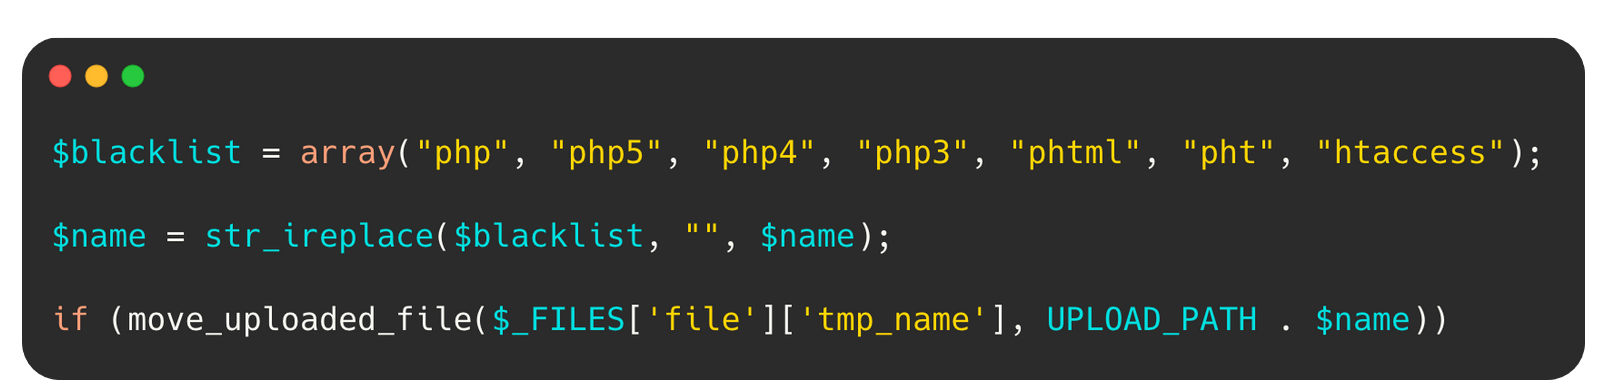 $blacklist = array("php", "php5", "php4", "php3", "phtml", "pht", "htaccess");
$name = str_ireplace($blacklist, "", $name);
if (move_uploaded_file($_FILES['file']['tmp_name'], UPLOAD_PATH . $name))